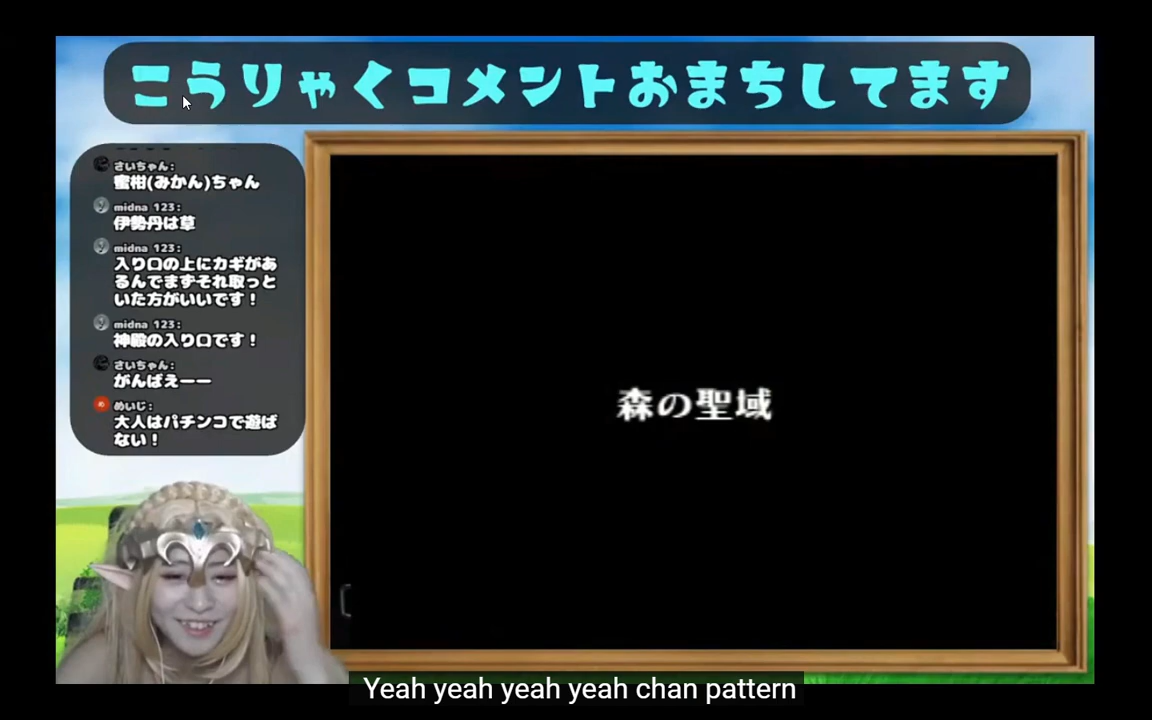 こうりゃくコメントおまちしてます
さいちゃん:
蜜柑(みかん)ちゃん
midna 123:
伊勢丹は草
midna 123:
入り口の上にカギがあ
るんでまずそれ取っと
いた方がいいです!
midna 123:
神殿の入り口です!
さいちゃん:
がんばえーー
めいじ:
大人はパチンコで遊ば
ない!
森の聖域
Yeah yeah yeah yeah chan pattern